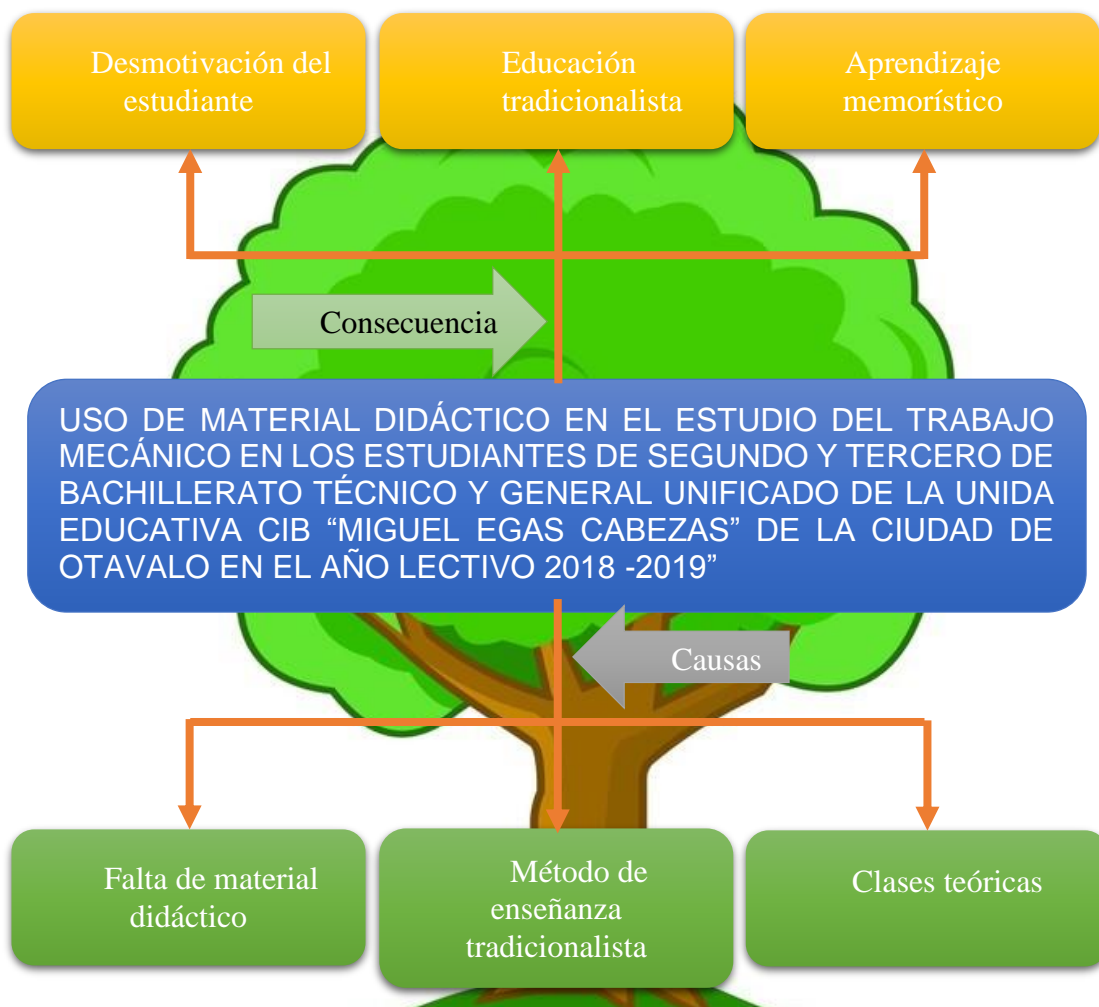 Desmotivación del
estudiante
Educación
tradicionalista
Aprendizaje
memorístico
Consecuencia
USO DE MATERIAL DIDÁCTICO EN EL ESTUDIO DEL TRABAJO
MECÁNICO EN LOS ESTUDIANTES DE SEGUNDO Y TERCERO DE
BACHILLERATO TÉCNICO Y GENERAL UNIFICADO DE LA UNIDA
EDUCATIVA CIB “MIGUEL EGAS CABEZAS” DE LA CIUDAD DE
OTAVALO EN EL AÑO LECTIVO 2018 -2019”
Causas
Falta de material
didáctico
Método de
enseñanza
tradicionalista
Clases teóricas